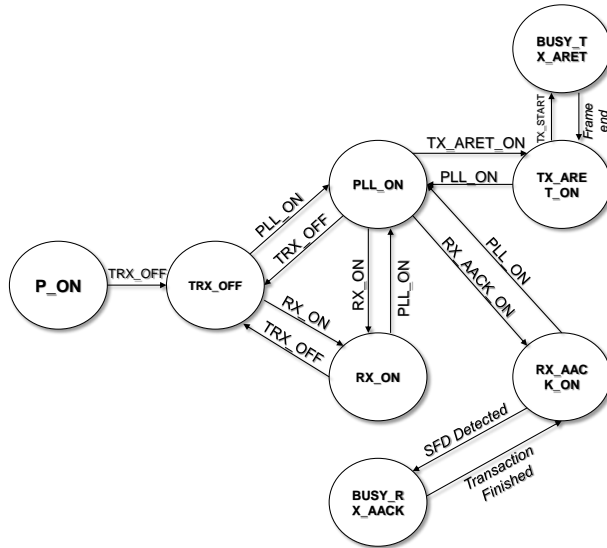 BUSY_T
X_ARET
TX_START
Frame
end
TX_ARET_ON
PLL_ON
TX_ARE
T_ON
PLL_ON
PLL_ON
TRX_OFF
RX_ON
PLL_ON
RX_AACK_ON
PLL_ON
P_ON
TRX_OFF
TRX_OFF
RX_ON
TRX_OFF
RX_ON
RX_AAC
K_ON
SFD Detected
Transaction
Finished
BUSY_R
X_AACK